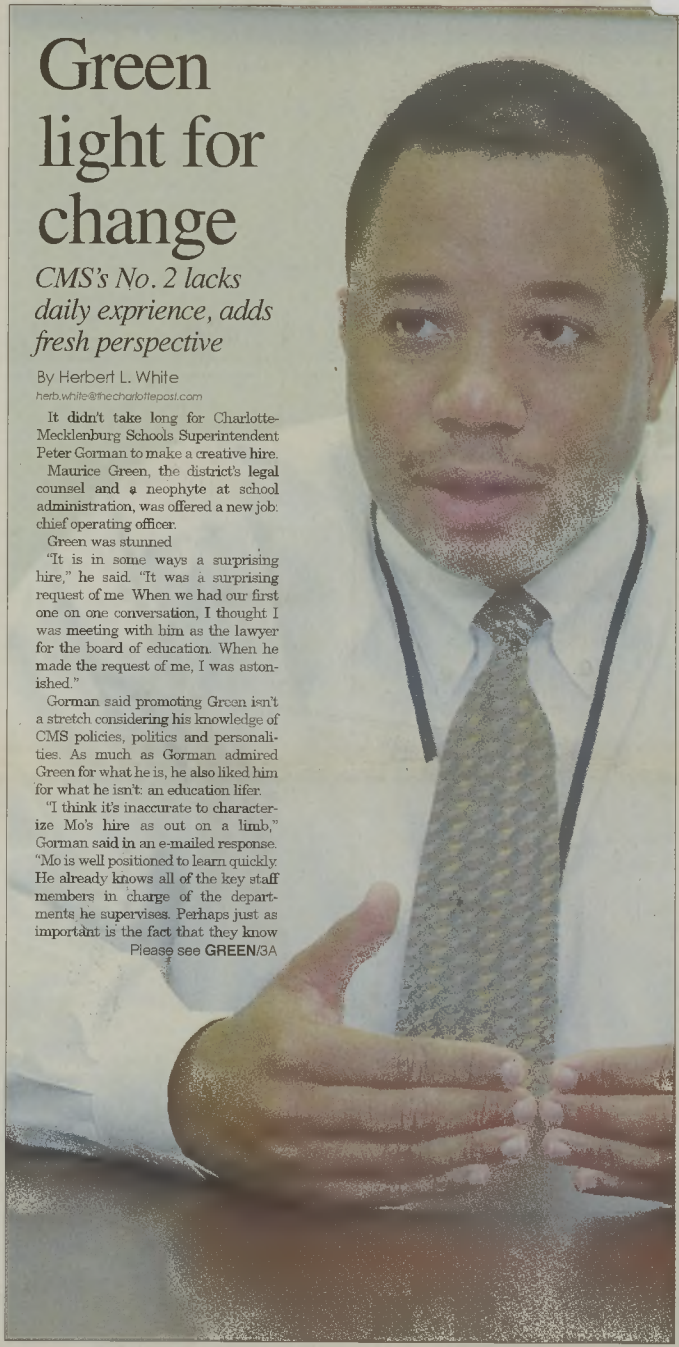 Green
light for
change
CMS's No. 2 lacks
daily exprience, adds
fresh perspective
By Herbert L. White
herb.white@thecharlottepost.com
It didn't take long for Charlotte-
Mecklenburg Schools Superintendent
Peter Gorman to make a creative hire.
Maurice Green, the district's legal
counsel and a neophyte at school
administration, was offered a new job:
chief operating officer.
Green was stunned
"It is in some ways a surprising
hire," he said. "It was a surprising
request of me When we had our first
one on one conversation, I thought I
was meeting with him as the lawyer
for the board of education. When he
made the request of me, I was aston-
ished."
Gorman said promoting Green isn't
a stretch considering his knowledge of
CMS policies, politics and personali-
ties. As much as Gorman admired
Green for what he is, he also liked him
for what he isn't: an education lifer.
"I think it's inaccurate to character-
ize Mo's hire as out on a limb,"
Gorman said in an e-mailed response.
"Mo is well positioned to learn quickly.
He already knows all of the key staff
members in charge of the depart-
ments he supervises. Perhaps just as
important is the fact that they know
Please see GREEN/3A